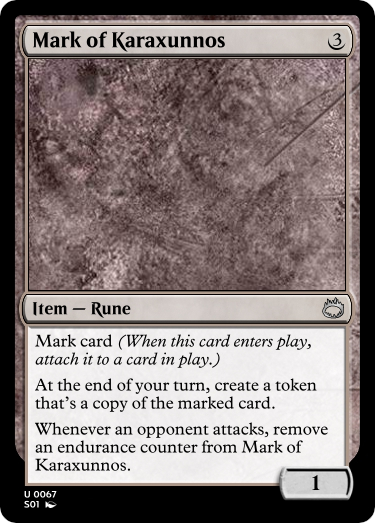 Mark of Karaxunnos 3
Item — Rune
Mark card (When this card enters play,
attach it to a card in play.)
At the end of your turn, create a token
that's a copy of the marked card.
Whenever an opponent attacks, remove
an endurance counter from Mark of
Karaxunnos.
1
U 0067
S01